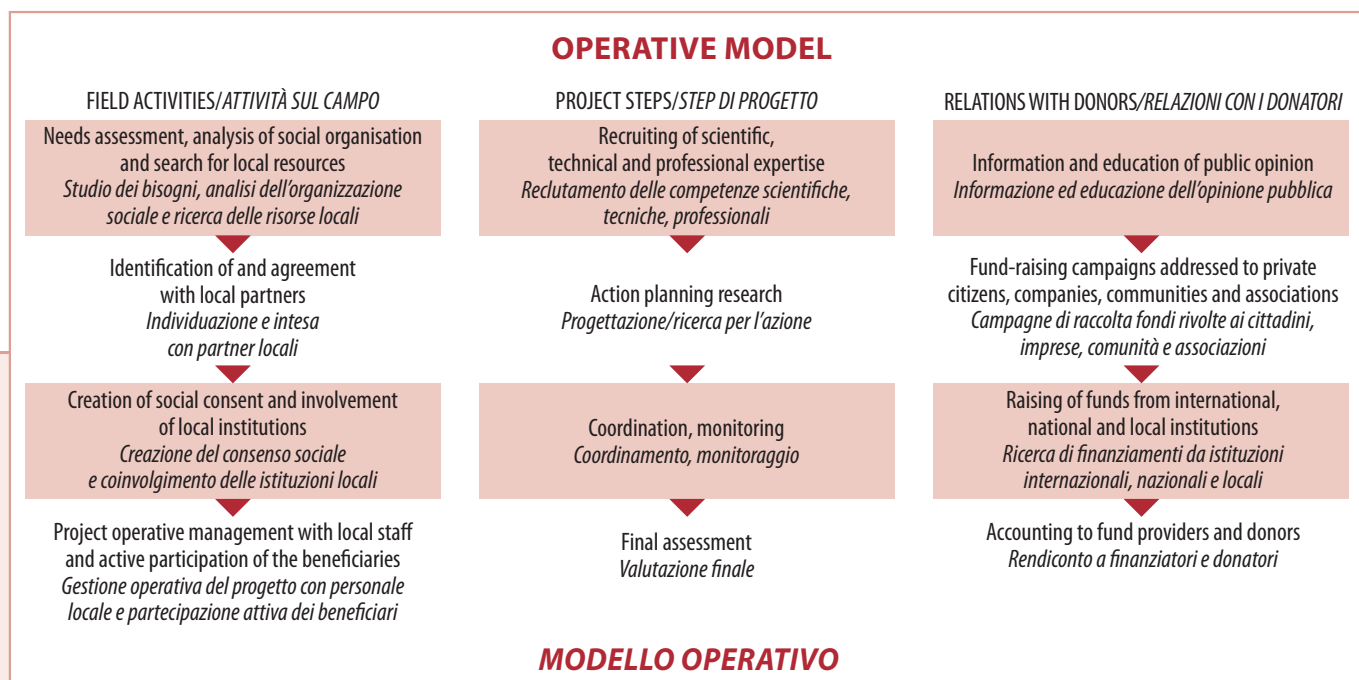 OPERATIVE MODEL
FIELD ACTIVITIES/ATTIVITÀ SUL CAMPO
Needs assessment, analysis of social organisation
and search for local resources
Studio dei bisogni, analisi dell'organizzazione
sociale e ricerca delle risorse locali
Identification of and agreement
with local partners
Individuazione e intesa
con partner locali
Creation of social consent and involvement
of local institutions
Creazione del consenso sociale
e coinvolgimento delle istituzioni locali
Project operative management with local staff
and active participation of the beneficiaries
Gestione operativa del progetto con personale
locale e partecipazione attiva dei beneficiari
PROJECT STEPS/STEP DI PROGETTO
Recruiting of scientific,
technical and professional expertise
Reclutamento delle competenze scientifiche,
tecniche, professionali
Action planning research
Progettazione/ricerca per l'azione
Coordination, monitoring
Coordinamento, monitoraggio
Final assessment
Valutazione finale
RELATIONS WITH DONORS/RELAZIONI CON I DONATORI
Information and education of public opinion
Informazione ed educazione dell'opinione pubblica
Fund-raising campaigns addressed to private
citizens, companies, communities and associations
Campagne di raccolta fondi rivolte ai cittadini,
imprese, comunità e associazioni
Raising of funds from international,
national and local institutions
Ricerca di finanziamenti da istituzioni
internazionali, nazionali e locali
Accounting to fund providers and donors
Rendiconto a finanziatori e donatori
MODELLO OPERATIVO